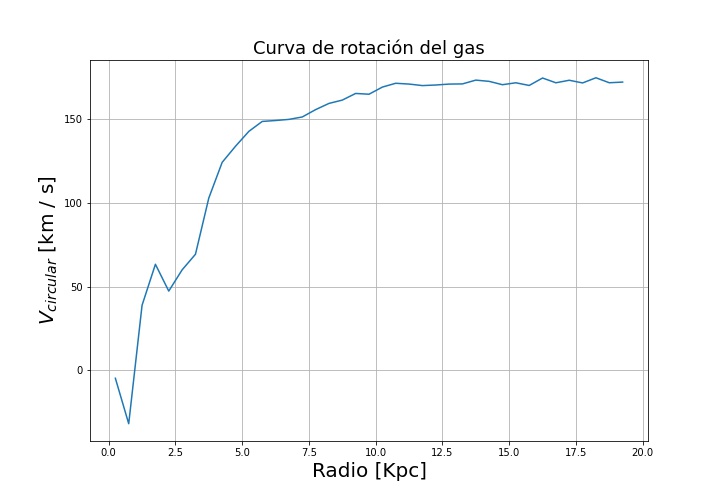 Curva de rotación del gas
V_circular [km / s]
150
100
50
0
0.0 2.5 5.0 7.5 10.0 12.5 15.0 17.5 20.0
Radio [Kpc]